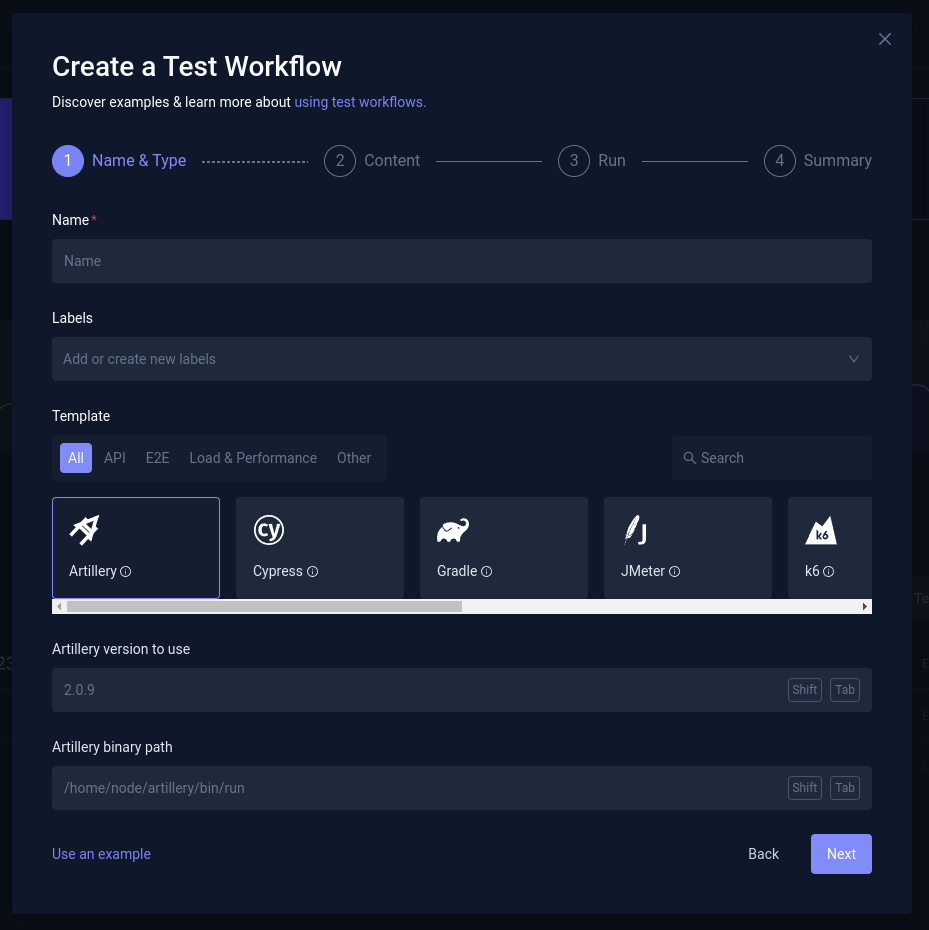 Create a Test Workflow
Discover examples & learn more about using test workflows.
1 Name & Type 2 Content 3 Run 4 Summary
Name*
Name
Labels
Add or create new labels
Template
All API E2E Load & Performance Other Search
cy J k6
Artillery Cypress Gradle JMeter k6
Artillery version to use
2.0.9 Shift Tab
Artillery binary path
/home/node/artillery/bin/run Shift Tab
Use an example Back Next